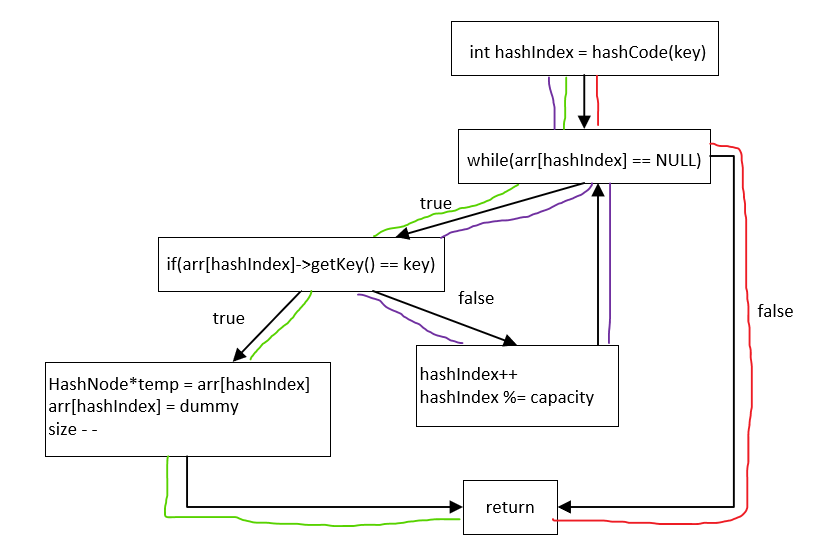 int hashIndex = hashCode(key)
while(arr[hashIndex] == NULL)
true
if(arr[hashIndex]->getKey() == key)
false
true
false
HashNode*temp = arr[hashIndex]
arr[hashIndex] = dummy
size - -
hashIndex++
hashIndex %= capacity
return